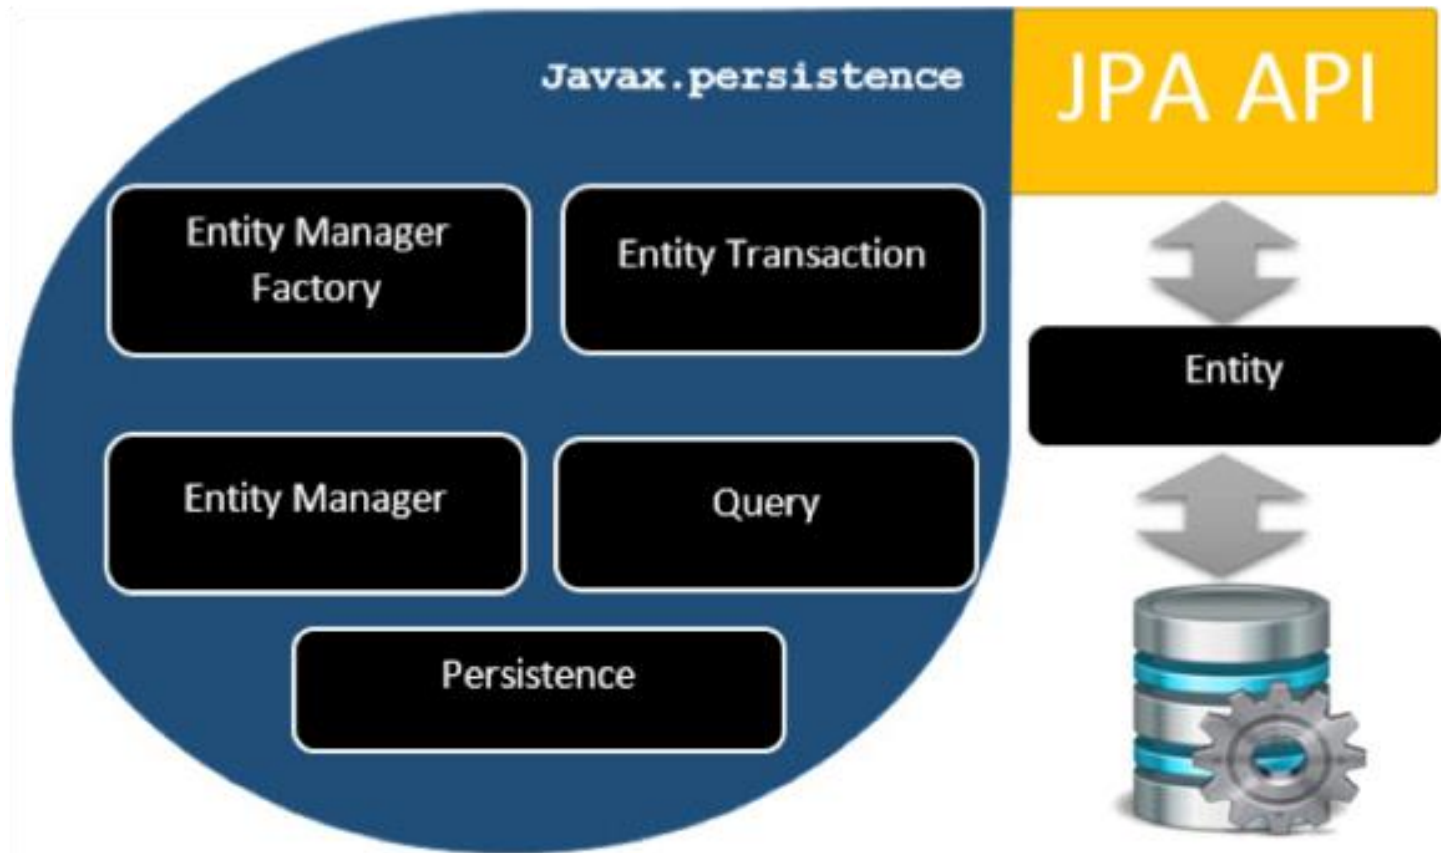 Javax.persistence
JPA API
Entity Manager
Factory
Entity Transaction
Entity
Entity Manager
Query
Persistence